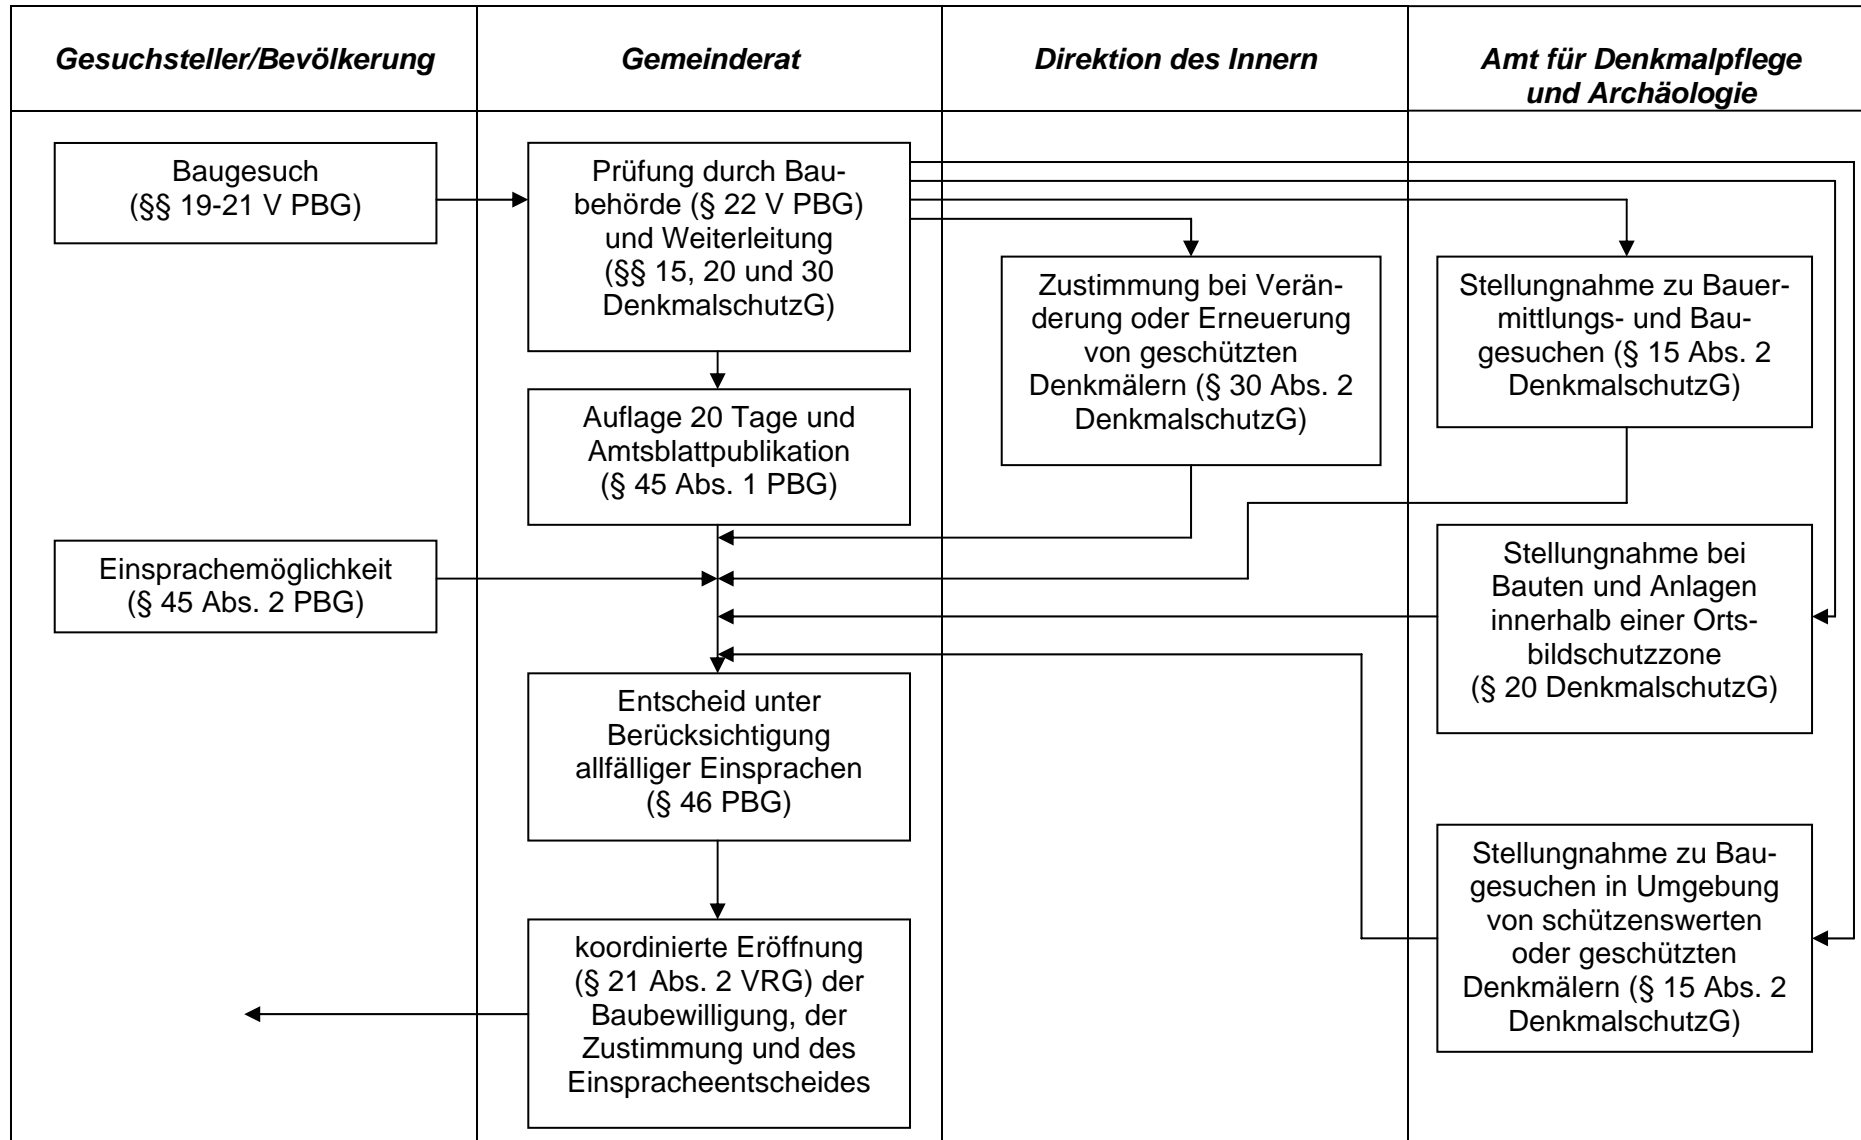 Gesuchsteller/Bevölkerung
Gemeinderat
Direktion des Innern
Amt für Denkmalpflege
und Archäologie
Baugesuch
(§§ 19-21 V PBG)
Prüfung durch Bau-
behörde (§ 22 V PBG)
und Weiterleitung
(§§ 15, 20 und 30
DenkmalschutzG)
Zustimmung bei Verän-
derung oder Erneuerung
von geschützten
Denkmälern (§ 30 Abs. 2
DenkmalschutzG)
Stellungnahme zu Bauer-
mittlungs- und Bau-
gesuchen (§ 15 Abs. 2
DenkmalschutzG)
Auflage 20 Tage und
Amtsblattpublikation
(§ 45 Abs. 1 PBG)
Einsprachemöglichkeit
(§ 45 Abs. 2 PBG)
Stellungnahme bei
Bauten und Anlagen
innerhalb einer Orts-
bildschutzzone
(§ 20 DenkmalschutzG)
Entscheid unter
Berücksichtigung
allfälliger Einsprachen
(§ 46 PBG)
Stellungnahme zu Bau-
gesuchen in Umgebung
von schützenswerten
oder geschützten
Denkmälern (§ 15 Abs. 2
DenkmalschutzG)
koordinierte Eröffnung
(§ 21 Abs. 2 VRG) der
Baubewilligung, der
Zustimmung und des
Einspracheentscheides